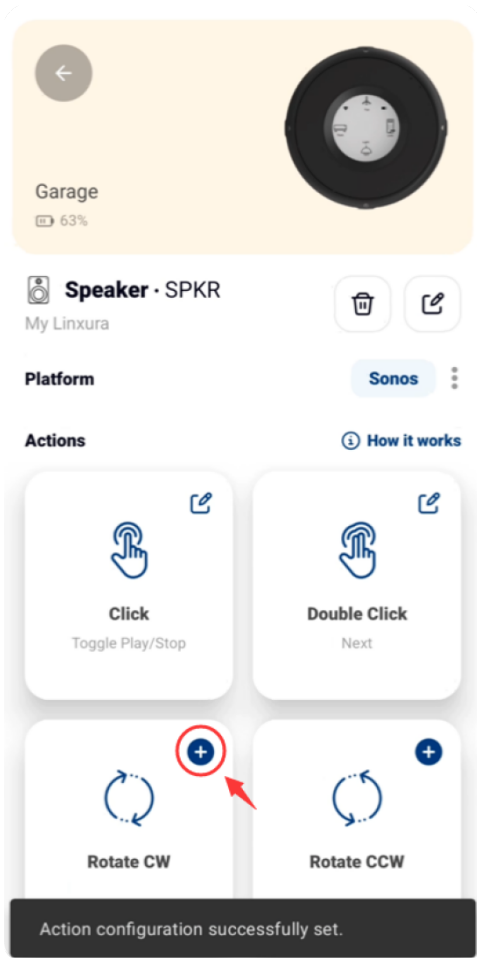 Garage
63%
Speaker · SPKR
My Linxura
Platform
Sonos
Actions
How it works
Click
Toggle Play/Stop
Double Click
Next
Rotate CW
Rotate CCW
Action configuration successfully set.